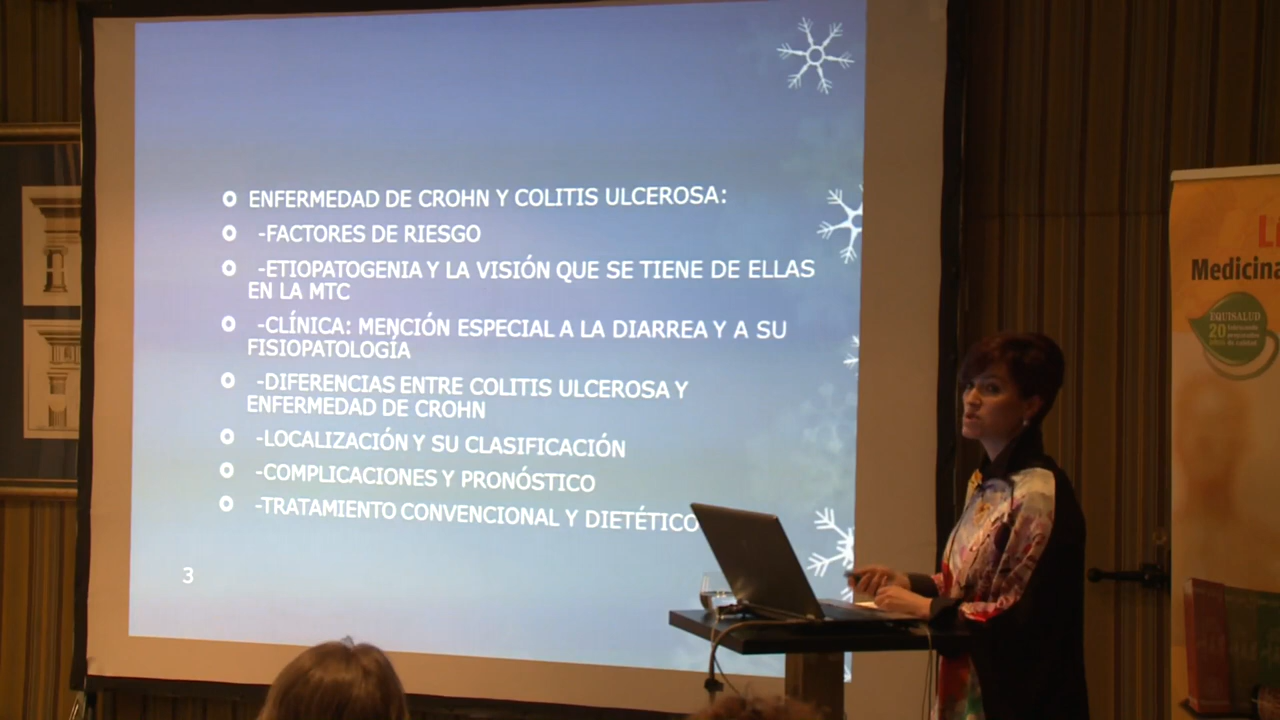 ENFERMEDAD DE CROHN Y COLITIS ULCEROSA:
-FACTORES DE RIESGO
-ETIOPATOGENIA Y LA VISIÓN QUE SE TIENE DE ELLAS
EN LA MTC
-CLÍNICA: MENCIÓN ESPECIAL A LA DIARREA Y A SU
FISIOPATOLOGÍA
-DIFERENCIAS ENTRE COLITIS ULCEROSA Y
ENFERMEDAD DE CROHN
-LOCALIZACIÓN Y SU CLASIFICACIÓN
-COMPLICACIONES Y PRONÓSTICO
-TRATAMIENTO CONVENCIONAL Y DIETÉTICO
3
Medicina
EQUISALUD
20